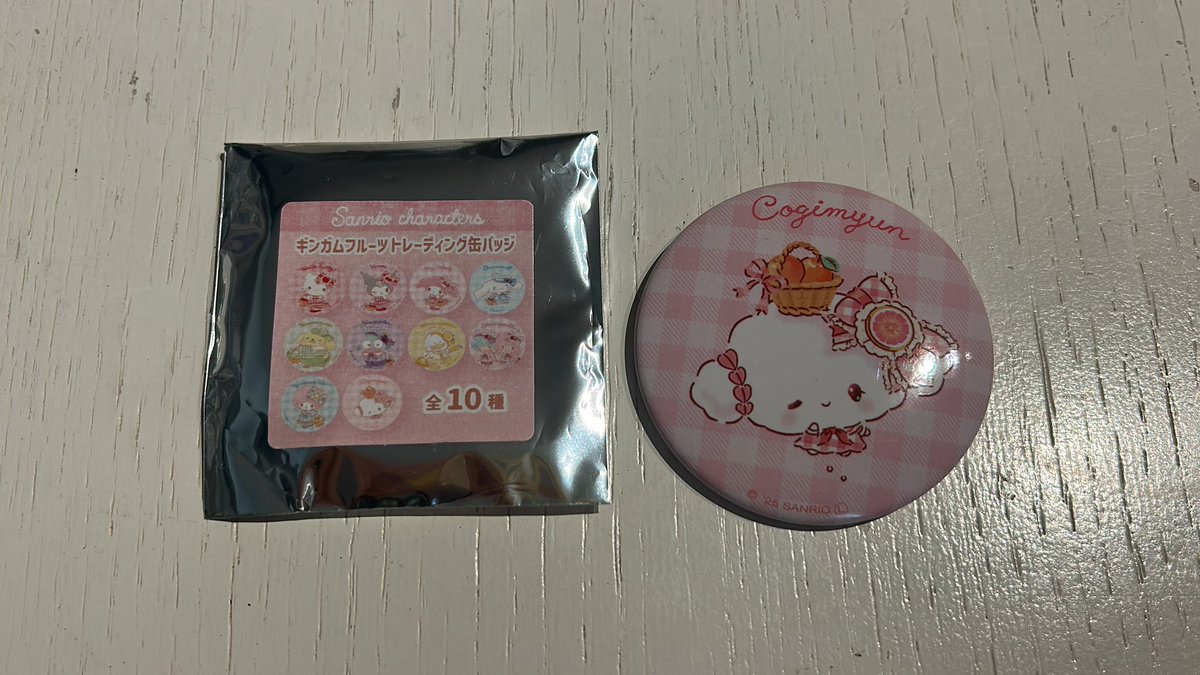 Sanrio characters
ギンガムフルーツトレーディング缶バッジ
全10種
Cogimyun
© '25 SANRIO Ⓛ